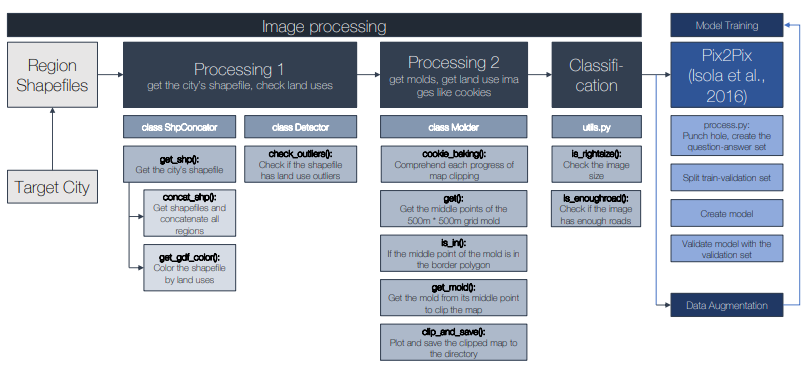 Image processing
Model Training
Region
Shapefiles
Target City
Processing 1
get the city's shapefile, check land uses
class ShpConcator
get_shp():
Get the city's shapefile
concat_shp():
Get shapefiles and
concatenate all
regions
get_gdf_color():
Color the shapefile
by land uses
class Detector
check_outliers():
Check if the shapefile
has land use outliers
Processing 2
get molds, get land use ima
ges like cookies
class Molder
cookie_baking():
Comprehend each progress of
map clipping
get():
Get the middle points of the
500m * 500m grid mold
is_in():
If the middle point of the mold is in
the border polygon
get_mold():
Get the mold from its middle point
to clip the map
clip_and_save():
Plot and save the clipped map to
the directory
Classifi-
cation
utils.py
is_rightsize():
Check the image
size
is_enoughroad():
Check if the image
has enough roads
Pix2Pix
(Isola et al.,
2016)
process.py:
Punch hole, create the
question-answer set
Split train-validation set
Create model
Validate model with the
validation set
Data Augmentation